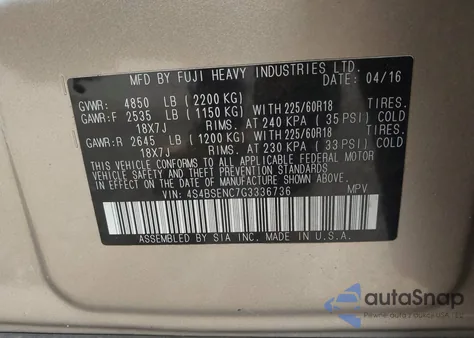 MFD BY FUJI HEAVY INDUSTRIES LTD.
DATE 04/16
GVWR: 4850 LB (2200 KG)
GAWR:F 2535 LB (1150 KG) WITH 225/60R18
18X7J RIMS, AT 240 KPA (35 PSI) COLD
GAWR:R 2645 LB (1200 KG) WITH 225/60R18
18X7J RIMS, AT 230 KPA (33 PSI) COLD
THIS VEHICLE CONFORMS TO ALL APPLICABLE FEDERAL MOTOR
VEHICLE SAFETY AND THEFT PREVENTION STANDARDS IN
EFFECT ON THE DATE OF MANUFACTURE SHOWN ABOVE.
VIN: 4S4BSENC7G3336736 MPV
ASSEMBLED BY SIA INC. MADE IN U.S.A.
autoSnap